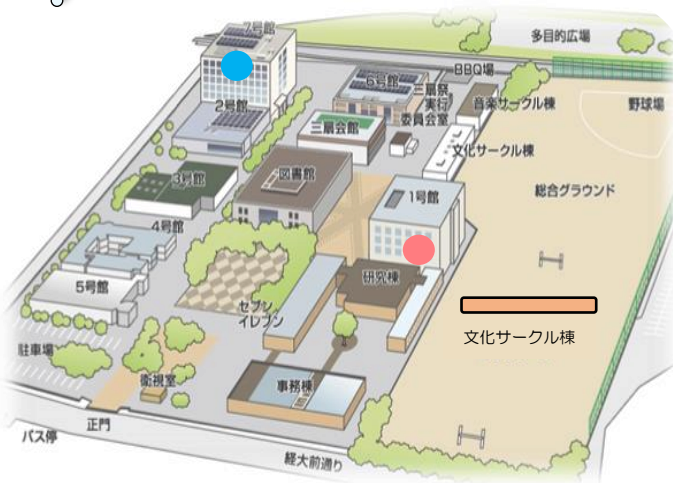 7号館
多目的広場
6号館
BBQ場
三扇祭
実行
委員会室
音楽サークル棟
野球場
2号館
三扇会館
文化サークル棟
3号館
図書館
1号館
総合グラウンド
4号館
5号館
研究棟
セブン
イレブン
文化サークル棟
駐車場
衛視室
事務棟
正門
バス停
経大前通り